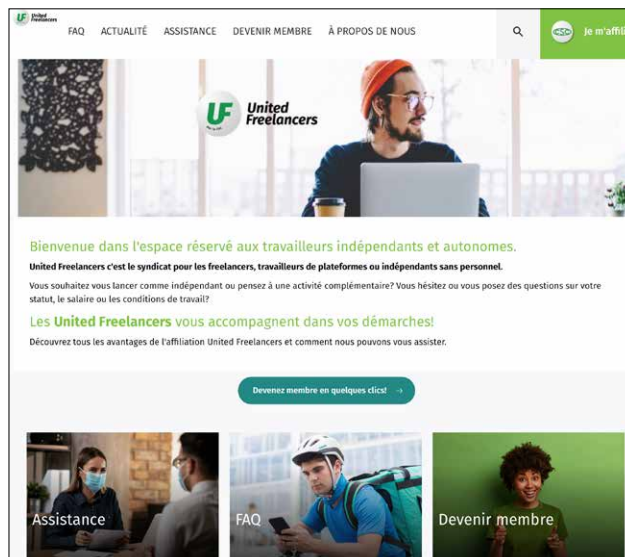 UF United Freelancers
FAQ ACTUALITÉ ASSISTANCE DEVENIR MEMBRE À PROPOS DE NOUS
CSC Je m'affili
UF United
Freelancers
Bienvenue dans l'espace réservé aux travailleurs indépendants et autonomes.
United Freelancers c'est le syndicat pour les freelancers, travailleurs de plateformes ou indépendants sans personnel.
Vous souhaitez vous lancer comme indépendant ou pensez à une activité complémentaire? Vous hésitez ou vous posez des questions sur votre
statut, le salaire ou les conditions de travail?
Les United Freelancers vous accompagnent dans vos démarches!
Découvrez tous les avantages de l'affiliation United Freelancers et comment nous pouvons vous assister.
Devenez membre en quelques clics! →
Assistance
FAQ
Devenir membre